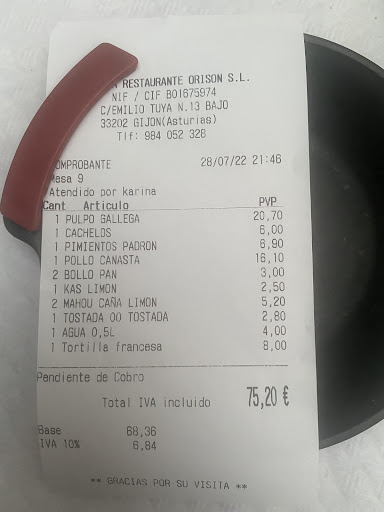 RESTAURANTE ORISON S.L.
NIF / CIF B01675974
C/EMILIO TUYA N.13 BAJO
33202 GIJON(Asturias)
Tlf: 984 052 328
28/07/22 21:46
Mesa 9
Atendido por karina
Cant Articulo PVP
1 PULPO GALLEGA 20,70
1 CACHELOS 6,00
1 PIMIENTOS PADRON 6,90
1 POLLO CANASTA 16,10
2 BOLLO PAN 3,00
1 KAS LIMON 2,50
2 MAHOU CAÑA LIMON 5,20
1 TOSTADA 00 TOSTADA 2,80
1 AGUA 0,5L 4,00
1 Tortilla francesa 8,00
Pendiente de Cobro
Total IVA incluido 75,20 €
Base 68,36
IVA 10% 6,84
** GRACIAS POR SU VISITA **